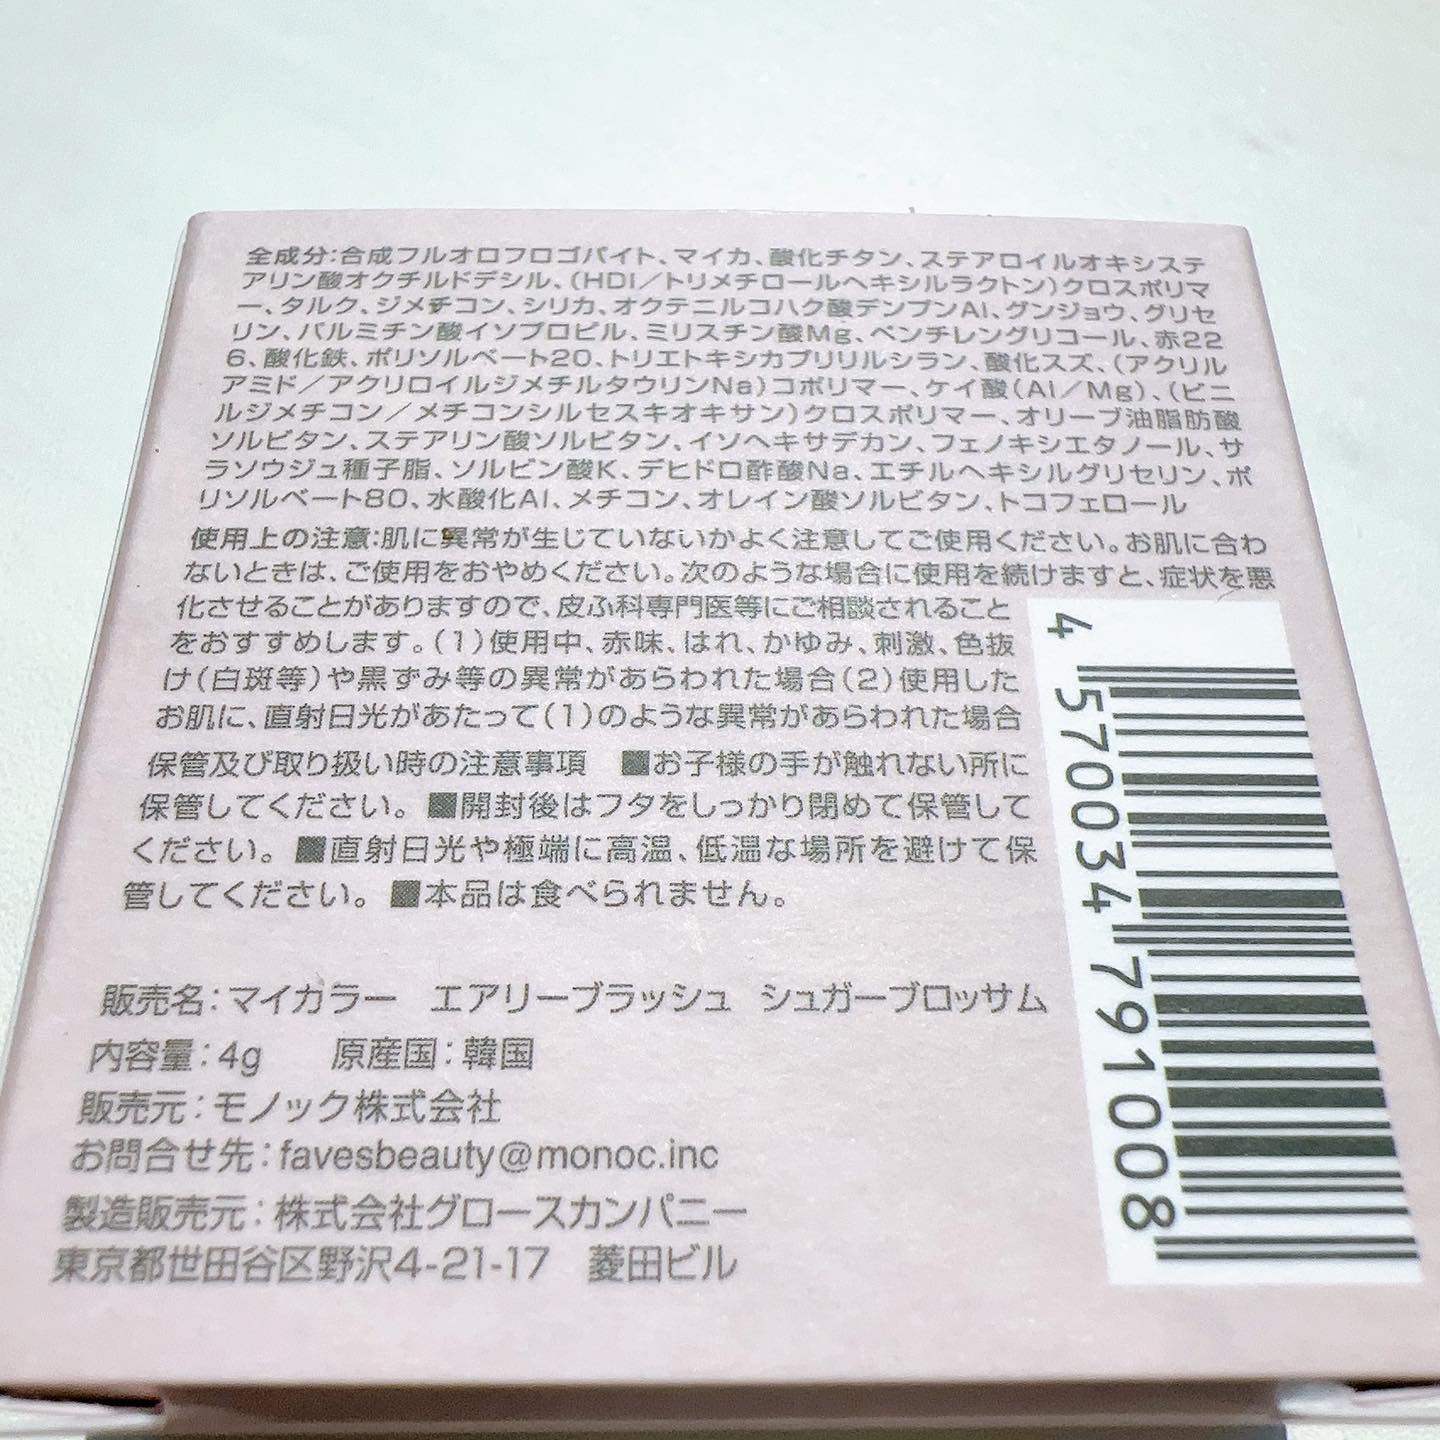 全成分:合成フルオロフロゴパイト、マイカ、酸化チタン、ステアロイルオキシステ
アリン酸オクチルドデシル、(HDI/トリメチロールヘキシルラクトン)クロスポリマ
ー、タルク、ジメチコン、シリカ、オクテニルコハク酸デンプンAl、グンジョウ、グリセ
リン、パルミチン酸イソプロピル、ミリスチン酸Mg、ペンチレングリコール、赤22
6、酸化鉄、ポリソルベート20、トリエトキシカプリリルシラン、酸化スズ、(アクリル
アミド/アクリロイルジメチルタウリンNa)コポリマー、ケイ酸(Al/Mg)、(ビニ
ルジメチコン/メチコンシルセスキオキサン)クロスポリマー、オリーブ油脂肪酸
ソルビタン、ステアリン酸ソルビタン、イソヘキサデカン、フェノキシエタノール、サ
ラソウジュ種子脂、ソルビン酸K、デヒドロ酢酸Na、エチルヘキシルグリセリン、ポ
リソルベート80、水酸化Al、メチコン、オレイン酸ソルビタン、トコフェロール
使用上の注意:肌に異常が生じていないかよく注意してご使用ください。お肌に合わ
ないときは、ご使用をおやめください。次のような場合に使用を続けますと、症状を悪
化させることがありますので、皮ふ科専門医等にご相談されること
をおすすめします。(1)使用中、赤味、はれ、かゆみ、刺激、色抜
け(白斑等)や黒ずみ等の異常があらわれた場合(2)使用した
お肌に、直射日光があたって(1)のような異常があらわれた場合
保管及び取り扱い時の注意事項 ■お子様の手が触れない所に
保管してください。■開封後はフタをしっかり閉めて保管して
ください。■直射日光や極端に高温、低温な場所を避けて保
管してください。■本品は食べられません。
販売名:マイカラー エアリーブラッシュ シュガーブロッサム
内容量:4g 原産国:韓国
販売元:モノック株式会社
お問合せ先:favesbeauty@monoc.inc
製造販売元:株式会社グロースカンパニー
東京都世田谷区野沢4-21-17 菱田ビル
4 570034 791008